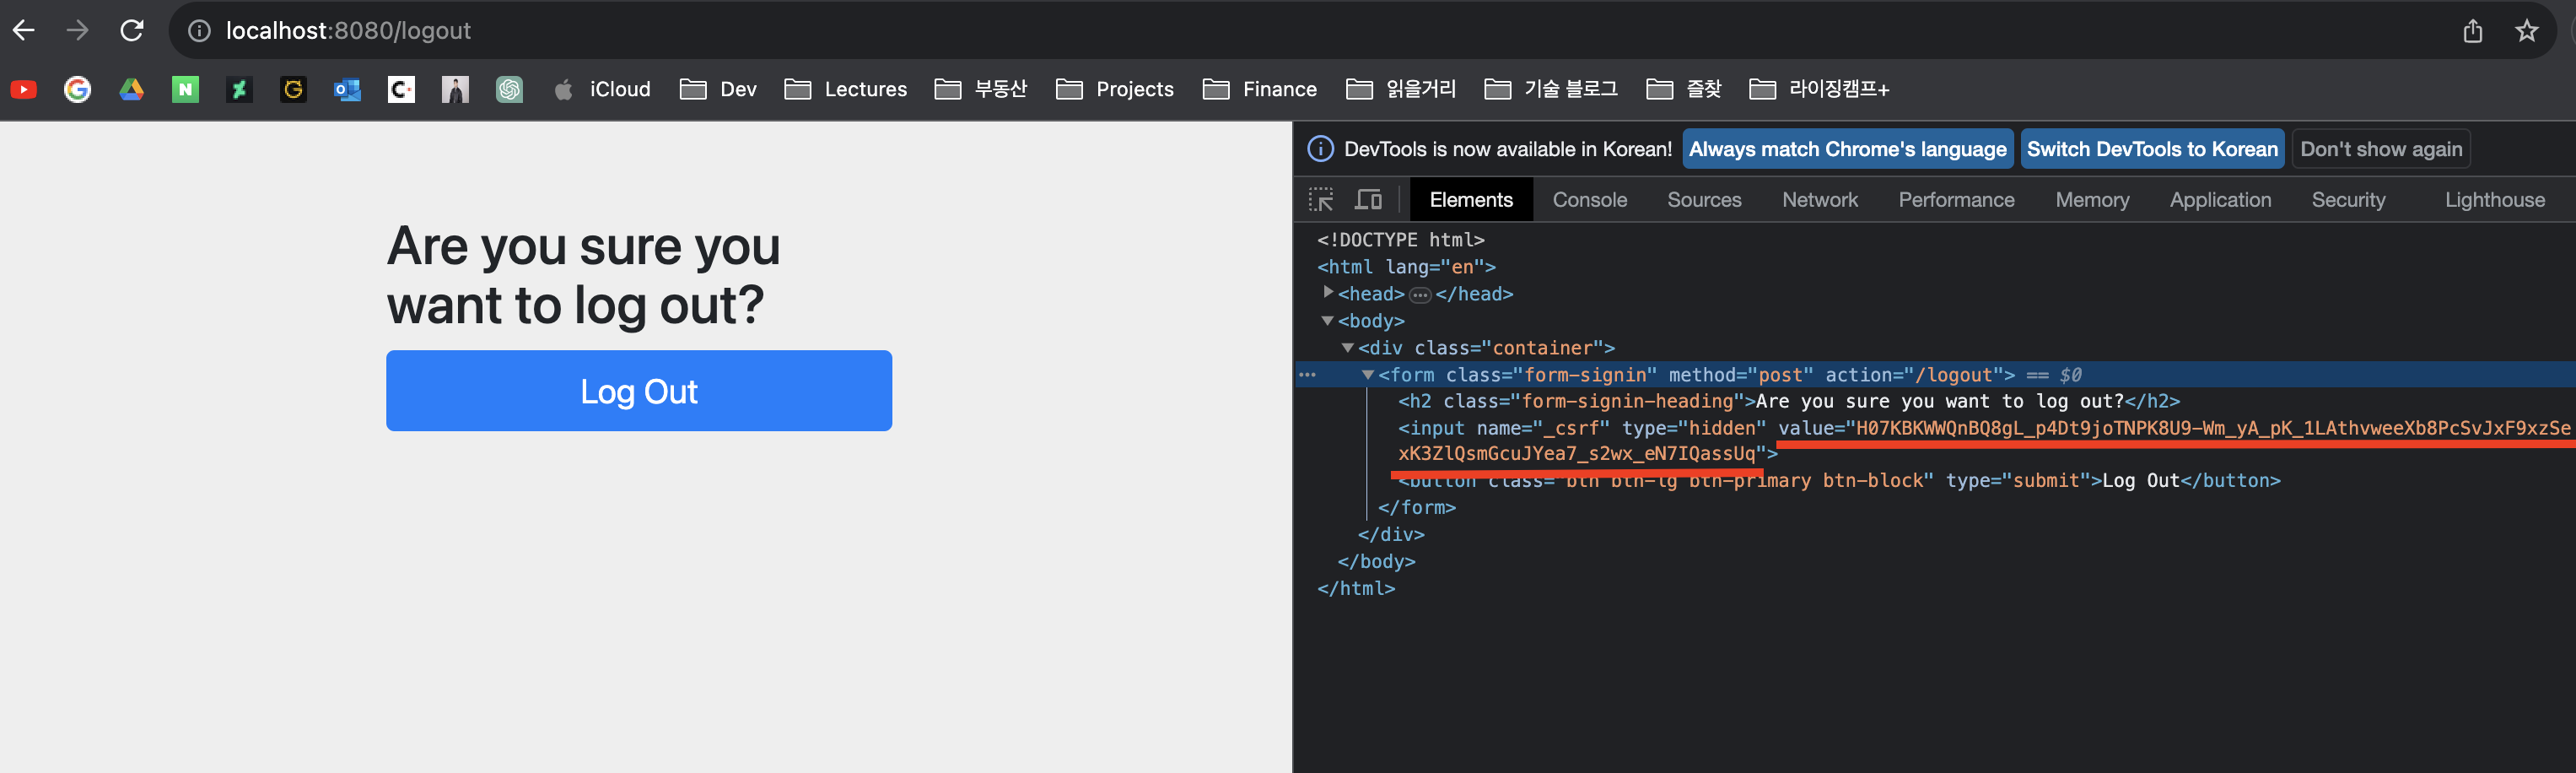 localhost:8080/logout
iCloud Dev Lectures 부동산 Projects Finance 읽을거리 기술 블로그 즐찾 라이징캠프+
DevTools is now available in Korean! Always match Chrome's language Switch DevTools to Korean Don't show again
Elements Console Sources Network Performance Memory Application Security Lighthouse
Are you sure you
want to log out?
Log Out
<!DOCTYPE html>
<html lang="en">
<head> ••• </head>
<body>
<div class="container">
••• <form class="form-signin" method="post" action="/logout"> == $0
<h2 class="form-signin-heading">Are you sure you want to log out?</h2>
<input name="_csrf" type="hidden" value="H07KBKWWQnBQ8gL_p4Dt9joTNPK8U9-Wm_yA_pK_1LAthvweeXb8PcSvJxF9xzSe
xK3ZlQsmGcuJYea7_s2wx_eN7IQassUq">
<button class="btn btn-lg btn-primary btn-block" type="submit">Log Out</button>
</form>
</div>
</body>
</html>